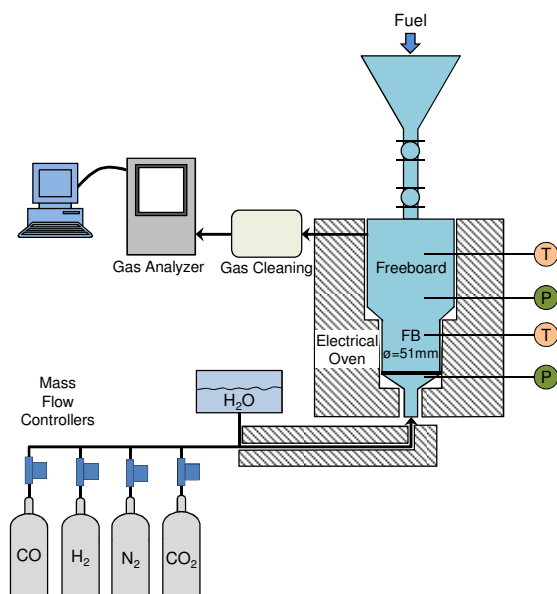 Fuel
Gas Analyzer
Gas Cleaning
Freeboard
T
P
FB
ø=51mm
T
P
Electrical
Oven
Mass
Flow
Controllers
H₂O
CO
H₂
N₂
CO₂